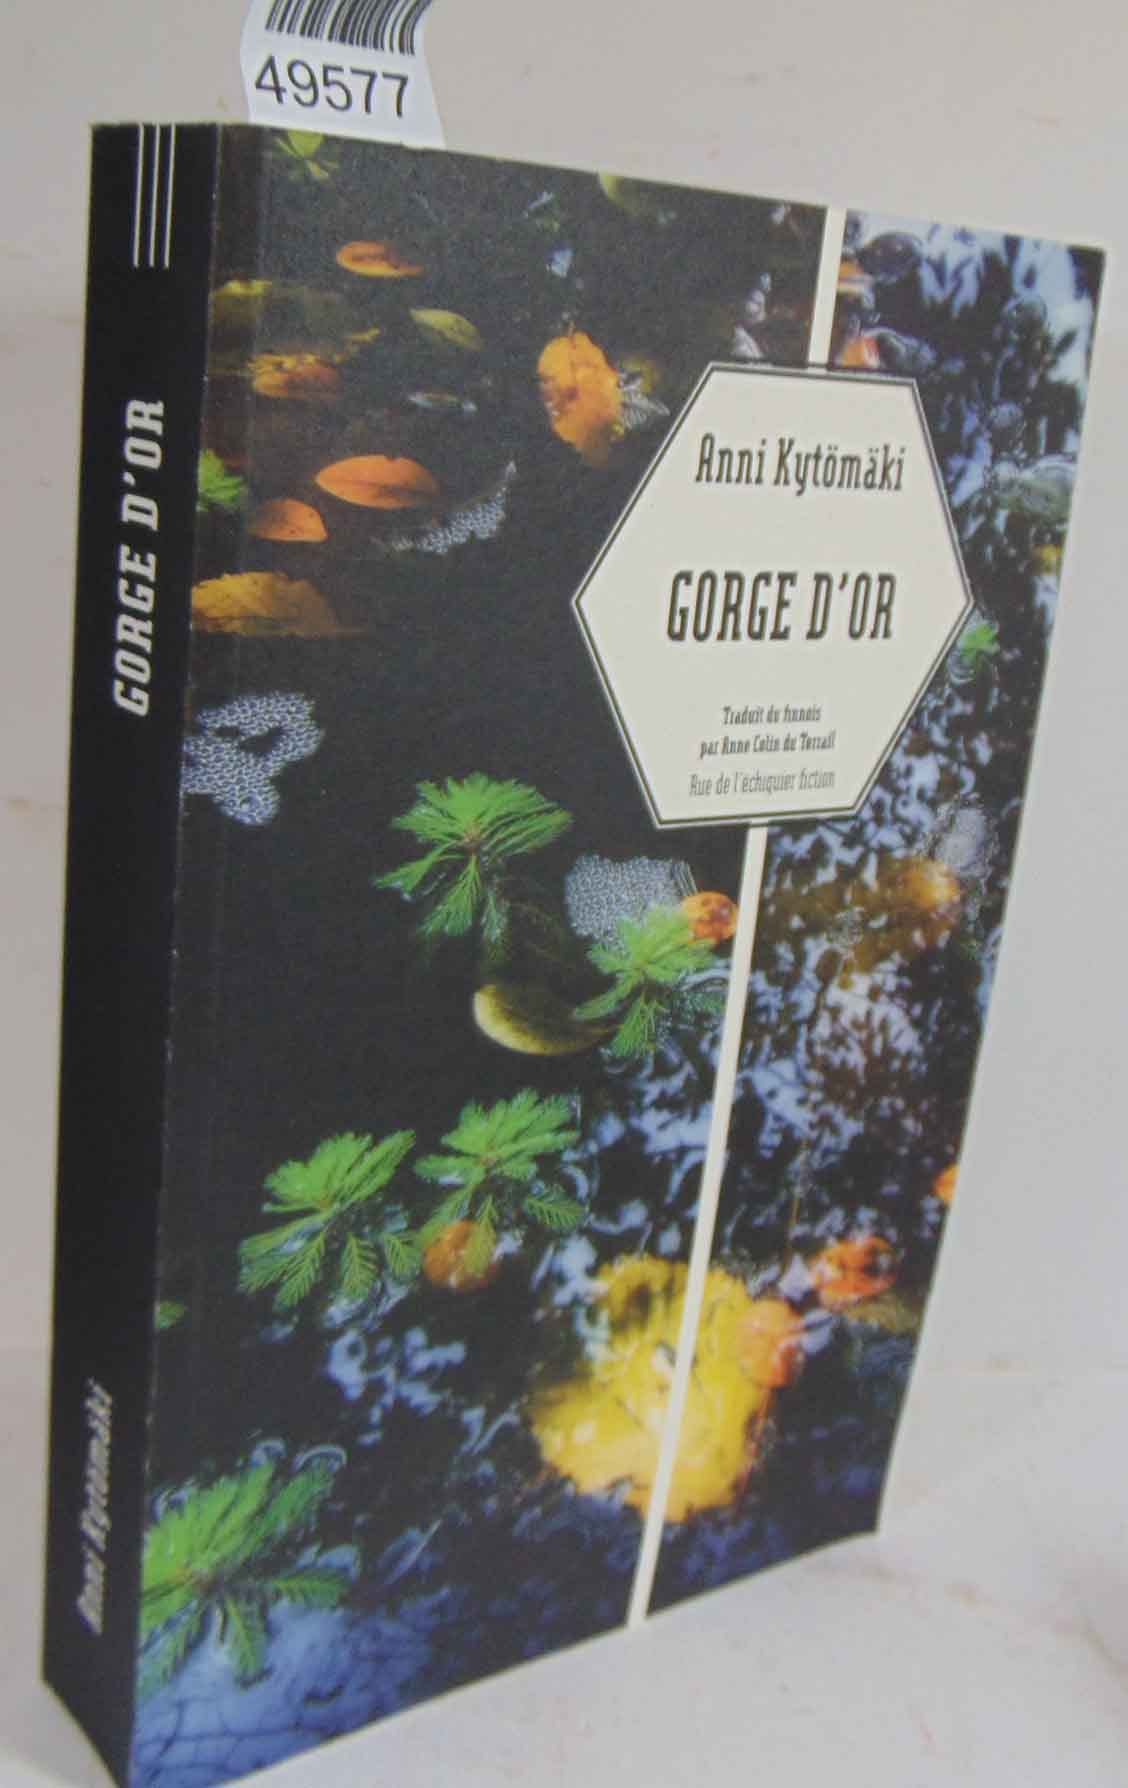 49577
Anni Kytömäki
GORGE D'OR
Traduit du finnois
par Anne Colin du Terrail
Rue de l'échiquier fiction
GORGE D'OR
Anni Kytömäki